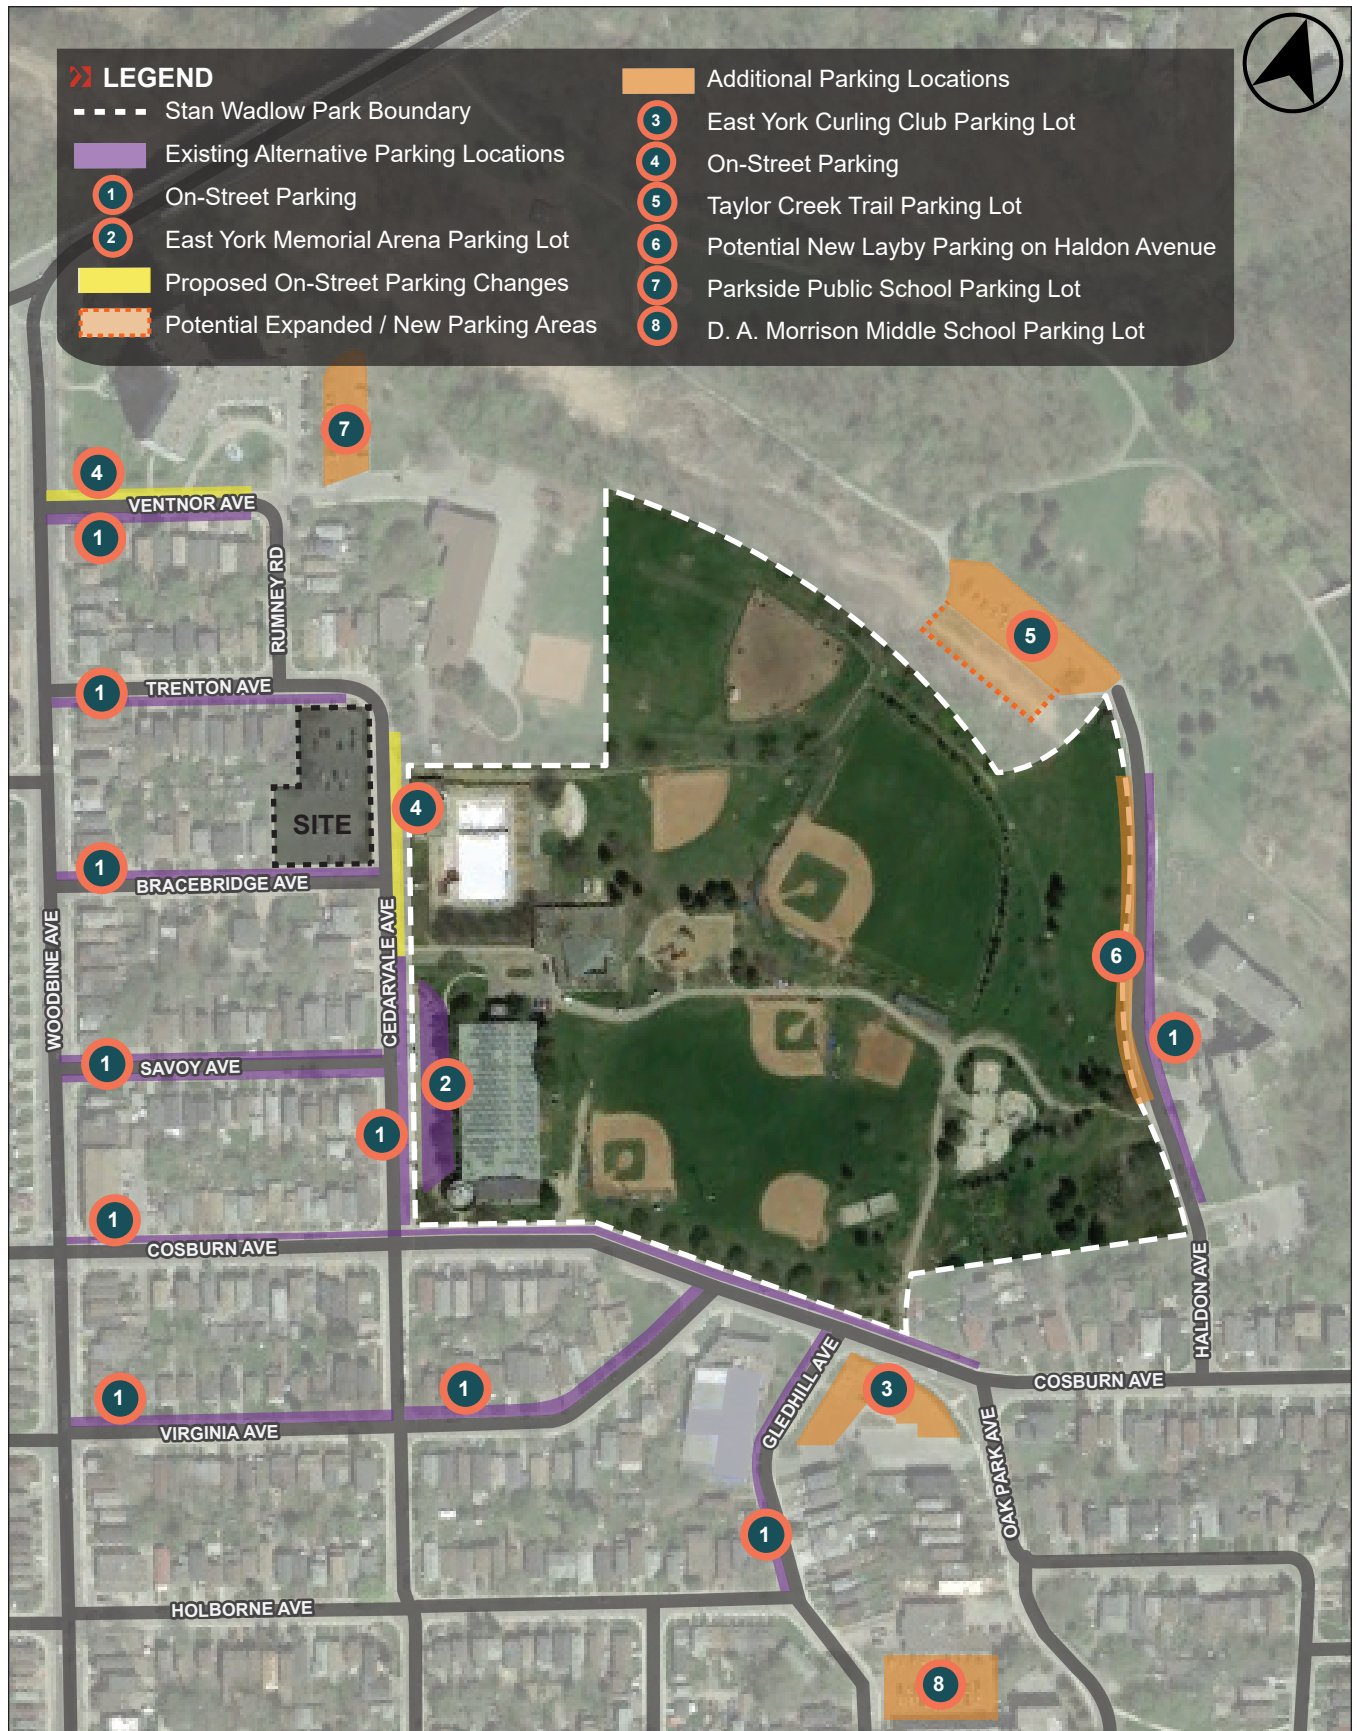 LEGEND
Stan Wadlow Park Boundary
Existing Alternative Parking Locations
1 On-Street Parking
2 East York Memorial Arena Parking Lot
Proposed On-Street Parking Changes
Potential Expanded / New Parking Areas
Additional Parking Locations
3 East York Curling Club Parking Lot
4 On-Street Parking
5 Taylor Creek Trail Parking Lot
6 Potential New Layby Parking on Haldon Avenue
7 Parkside Public School Parking Lot
8 D. A. Morrison Middle School Parking Lot
7
4
VENTNOR AVE
1
RUMNEY RD
5
TRENTON AVE
1
4
SITE
1
BRACEBRIDGE AVE
WOODBINE AVE
CEDARVALE AVE
6
1
SAVOY AVE
1
2
1
1
COSBURN AVE
HALDON AVE
1
1
VIRGINIA AVE
GLEDHILL AVE
3
COSBURN AVE
OAK PARK AVE
1
HOLBORNE AVE
8